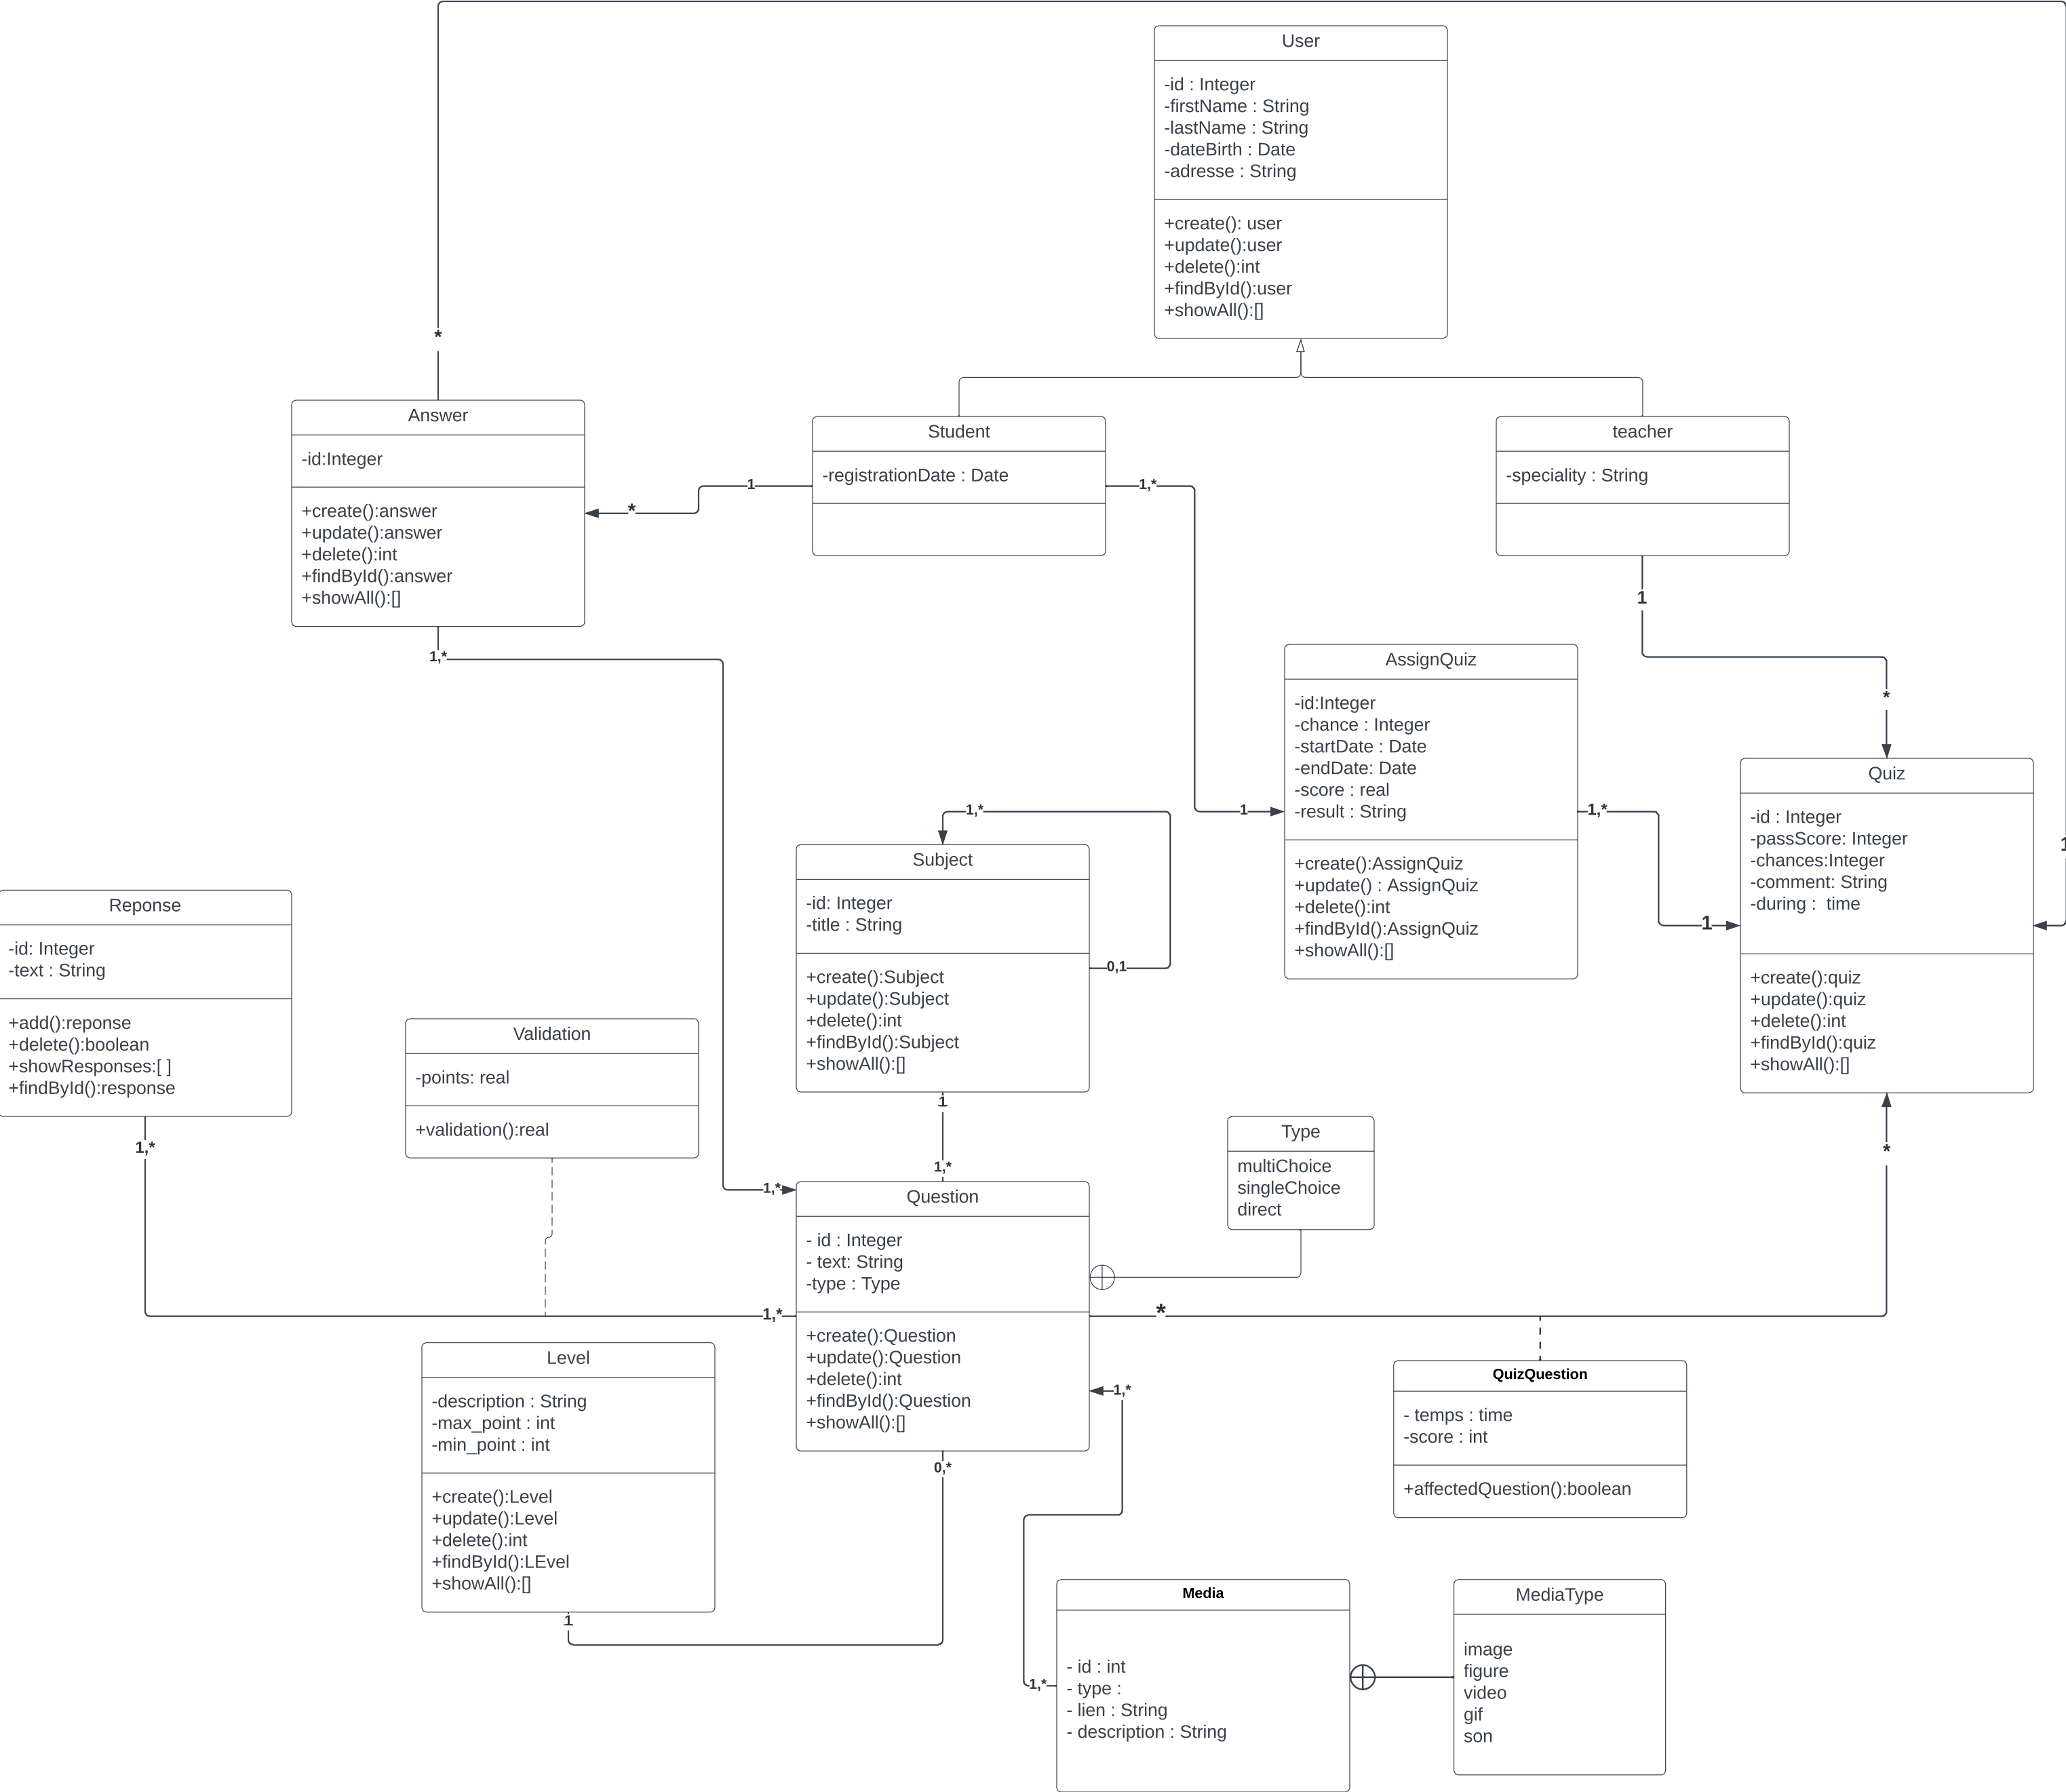 User
-id : Integer
-firstName : String
-lastName : String
-dateBirth : Date
-adresse : String
+create(): user
+update():user
+delete():int
+findById():user
+showAll():[]
*
Answer
-id:Integer
+create():answer
+update():answer
+delete():int
+findById():answer
+showAll():[]
1,*
Student
-registrationDate : Date
1
*
1,*
1
teacher
-speciality : String
1
*
AssignQuiz
-id:Integer
-chance : Integer
-startDate : Date
-endDate: Date
-score : real
-result : String
+create():AssignQuiz
+update() : AssignQuiz
+delete():int
+findById():AssignQuiz
+showAll():[]
1,*
1
Quiz
-id : Integer
-passScore: Integer
-chances:Integer
-comment: String
-during :  time
+create():quiz
+update():quiz
+delete():int
+findById():quiz
+showAll():[]
1
*
Subject
-id: Integer
-title : String
+create():Subject
+update():Subject
+delete():int
+findById():Subject
+showAll():[]
1,*
0,1
1
1,*
Reponse
-id: Integer
-text : String
+add():reponse
+delete():boolean
+showResponses:[ ]
+findById():response
1,*
Validation
-points: real
+validation():real
1,*
1,*
Question
- id : Integer
- text: String
-type : Type
+create():Question
+update():Question
+delete():int
+findById():Question
+showAll():[]
0,*
Type
multiChoice
singleChoice
direct
*
1,*
Level
-description : String
-max_point : int
-min_point : int
+create():Level
+update():Level
+delete():int
+findById():LEvel
+showAll():[]
1
QuizQuestion
- temps : time
-score : int
+affectedQuestion():boolean
1,*
Media
- id : int
- type :
- lien : String
- description : String
MediaType
image
figure
video
gif
son